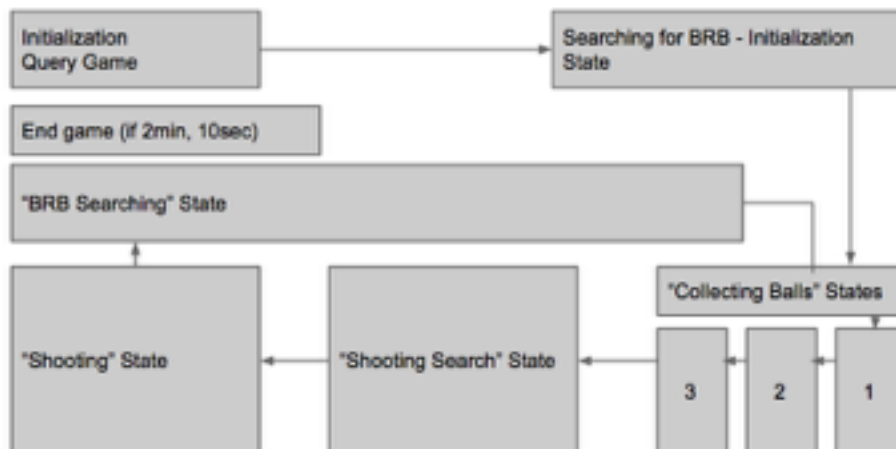 Initialization
Query Game
Searching for BRB - Initialization
State
End game (if 2min, 10sec)
"BRB Searching" State
"Collecting Balls" States
"Shooting" State
"Shooting Search" State
3
2
1